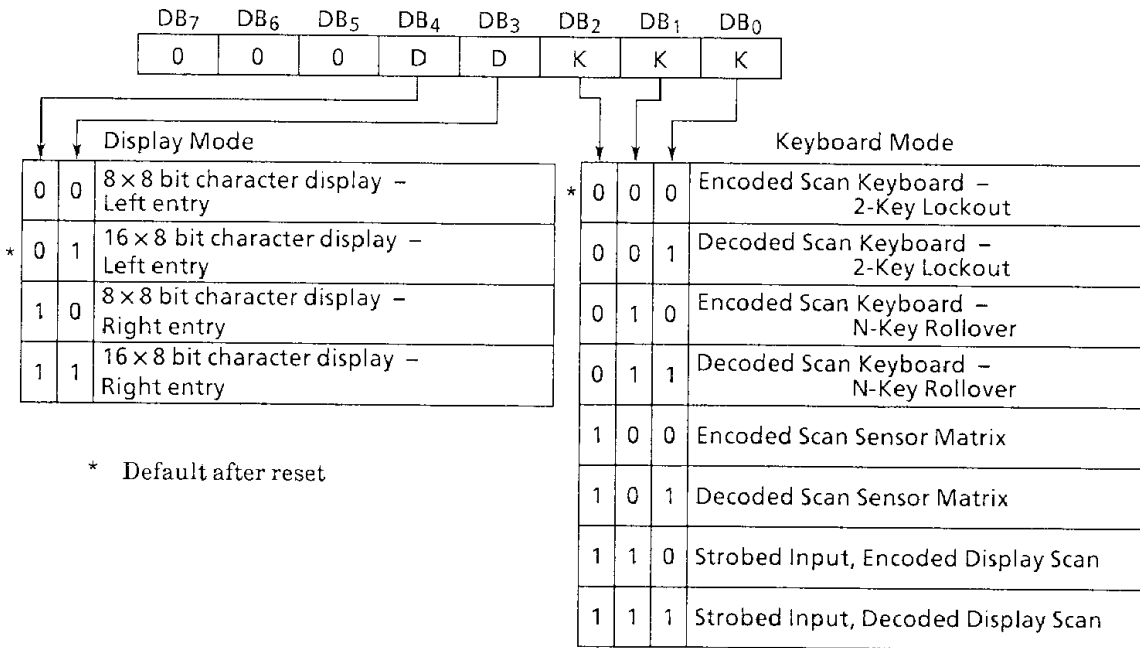 DB7 DB6 DB5 DB4 DB3 DB2 DB1 DB0
0 0 0 D D K K K
Display Mode
0 0 8 × 8 bit character display –
Left entry
* 0 1 16 × 8 bit character display –
Left entry
1 0 8 × 8 bit character display –
Right entry
1 1 16 × 8 bit character display –
Right entry
* Default after reset
Keyboard Mode
* 0 0 0 Encoded Scan Keyboard –
2-Key Lockout
0 0 1 Decoded Scan Keyboard –
2-Key Lockout
0 1 0 Encoded Scan Keyboard –
N-Key Rollover
0 1 1 Decoded Scan Keyboard –
N-Key Rollover
1 0 0 Encoded Scan Sensor Matrix
1 0 1 Decoded Scan Sensor Matrix
1 1 0 Strobed Input, Encoded Display Scan
1 1 1 Strobed Input, Decoded Display Scan